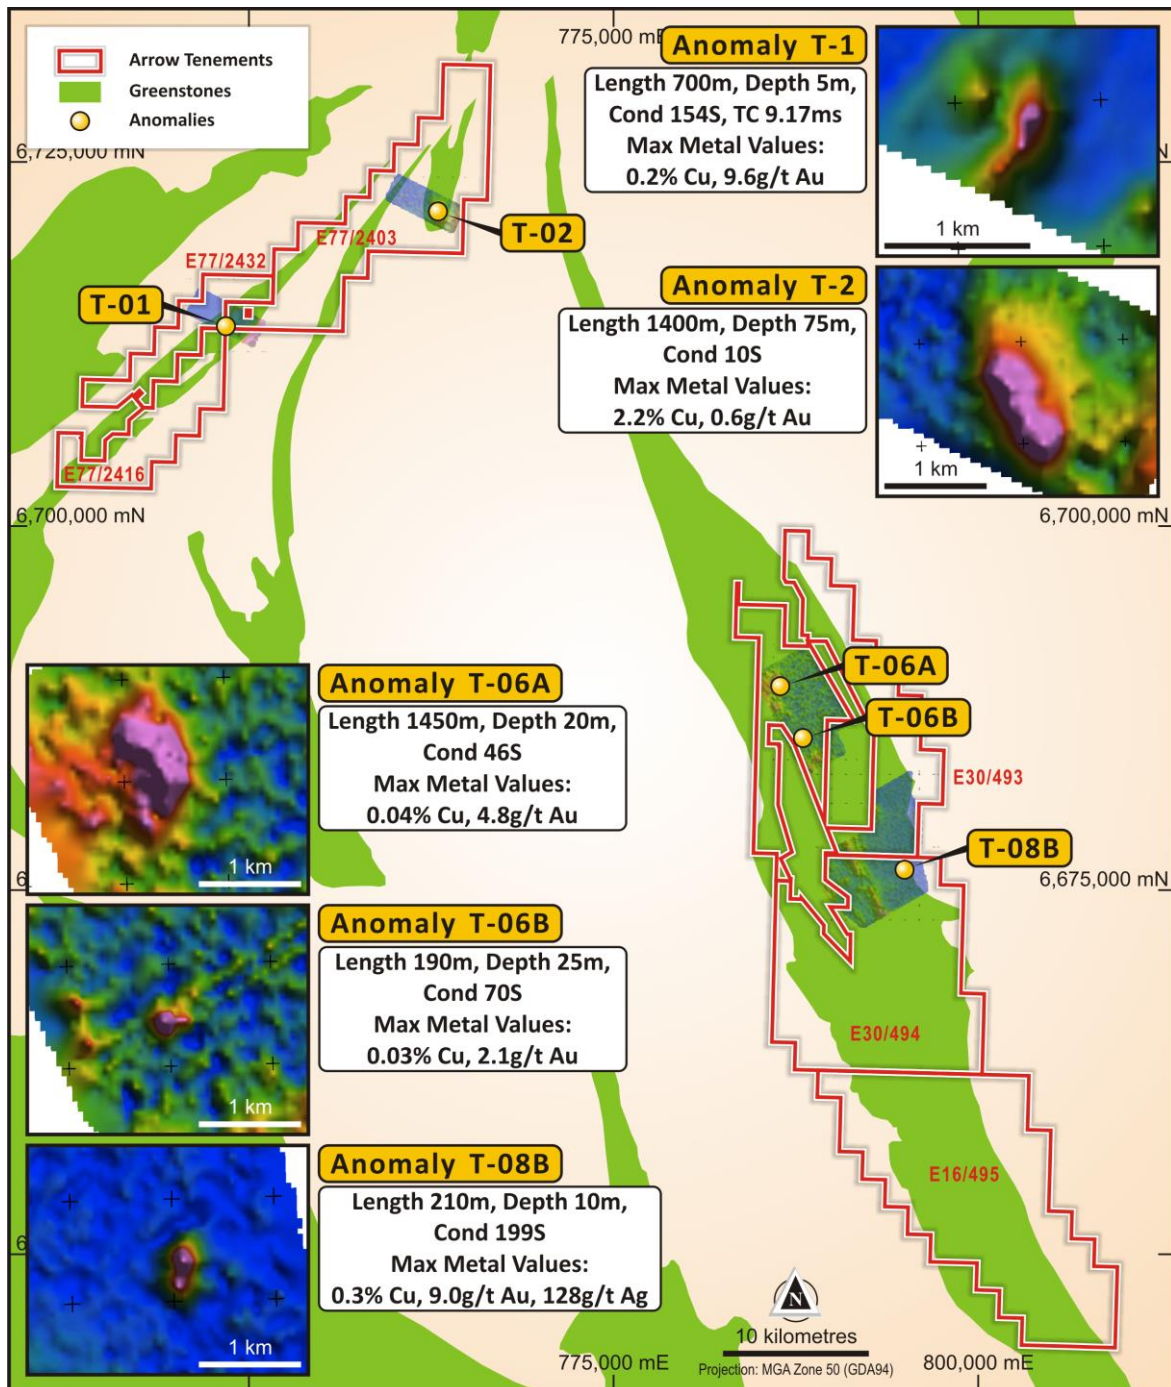 Arrow Tenements
Greenstones
Anomalies
775,000 mE
6,725,000 mN
Anomaly T-1
Length 700m, Depth 5m,
Cond 154S, TC 9.17ms
Max Metal Values:
0.2% Cu, 9.6g/t Au
1 km
T-02
E77/2403
E77/2432
T-01
E77/2416
Anomaly T-2
Length 1400m, Depth 75m,
Cond 10S
Max Metal Values:
2.2% Cu, 0.6g/t Au
1 km
6,700,000 mN
6,700,000 mN
T-06A
T-06B
E30/493
T-08B
6,675,000 mN
E30/494
E16/495
Anomaly T-06A
Length 1450m, Depth 20m,
Cond 46S
Max Metal Values:
0.04% Cu, 4.8g/t Au
1 km
Anomaly T-06B
Length 190m, Depth 25m,
Cond 70S
Max Metal Values:
0.03% Cu, 2.1g/t Au
1 km
Anomaly T-08B
Length 210m, Depth 10m,
Cond 199S
Max Metal Values:
0.3% Cu, 9.0g/t Au, 128g/t Ag
1 km
N
10 kilometres
Projection: MGA Zone 50 (GDA94)
775,000 mE
800,000 mE